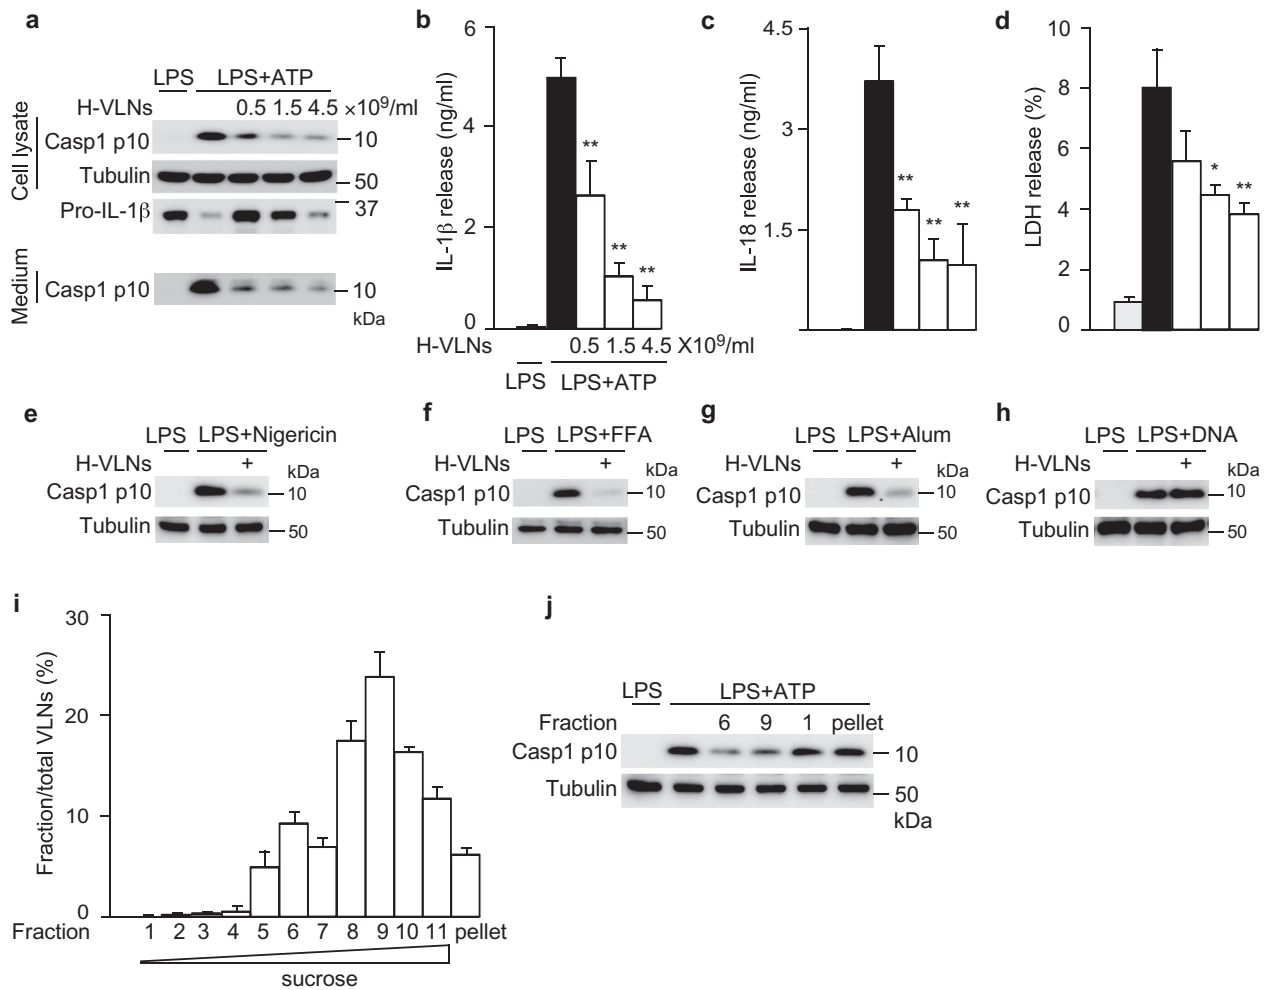 a
LPS LPS+ATP
H-VLNs 0.5 1.5 4.5 ×10⁹/ml
Cell lysate
Casp1 p10 10
Tubulin 50
Pro-IL-1β 37
Medium
Casp1 p10 10
kDa
b
IL-1β release (ng/ml)
6
4
2
0
H-VLNs 0.5 1.5 4.5 X10⁹/ml
LPS LPS+ATP
c
IL-18 release (ng/ml)
4.5
3
1.5
d
LDH release (%)
10
8
6
4
2
0
** ** **
** ** **
* **
e
LPS LPS+Nigericin
H-VLNs + kDa
Casp1 p10 10
Tubulin 50
f
LPS LPS+FFA
H-VLNs + kDa
Casp1 p10 10
Tubulin 50
g
LPS LPS+Alum
H-VLNs + kDa
Casp1 p10 10
Tubulin 50
h
LPS LPS+DNA
H-VLNs + kDa
Casp1 p10 10
Tubulin 50
i
Fraction/total VLNs (%)
30
20
10
0
Fraction 1 2 3 4 5 6 7 8 9 10 11 pellet
sucrose
j
LPS LPS+ATP
Fraction 6 9 1 pellet
Casp1 p10 10
Tubulin 50
kDa